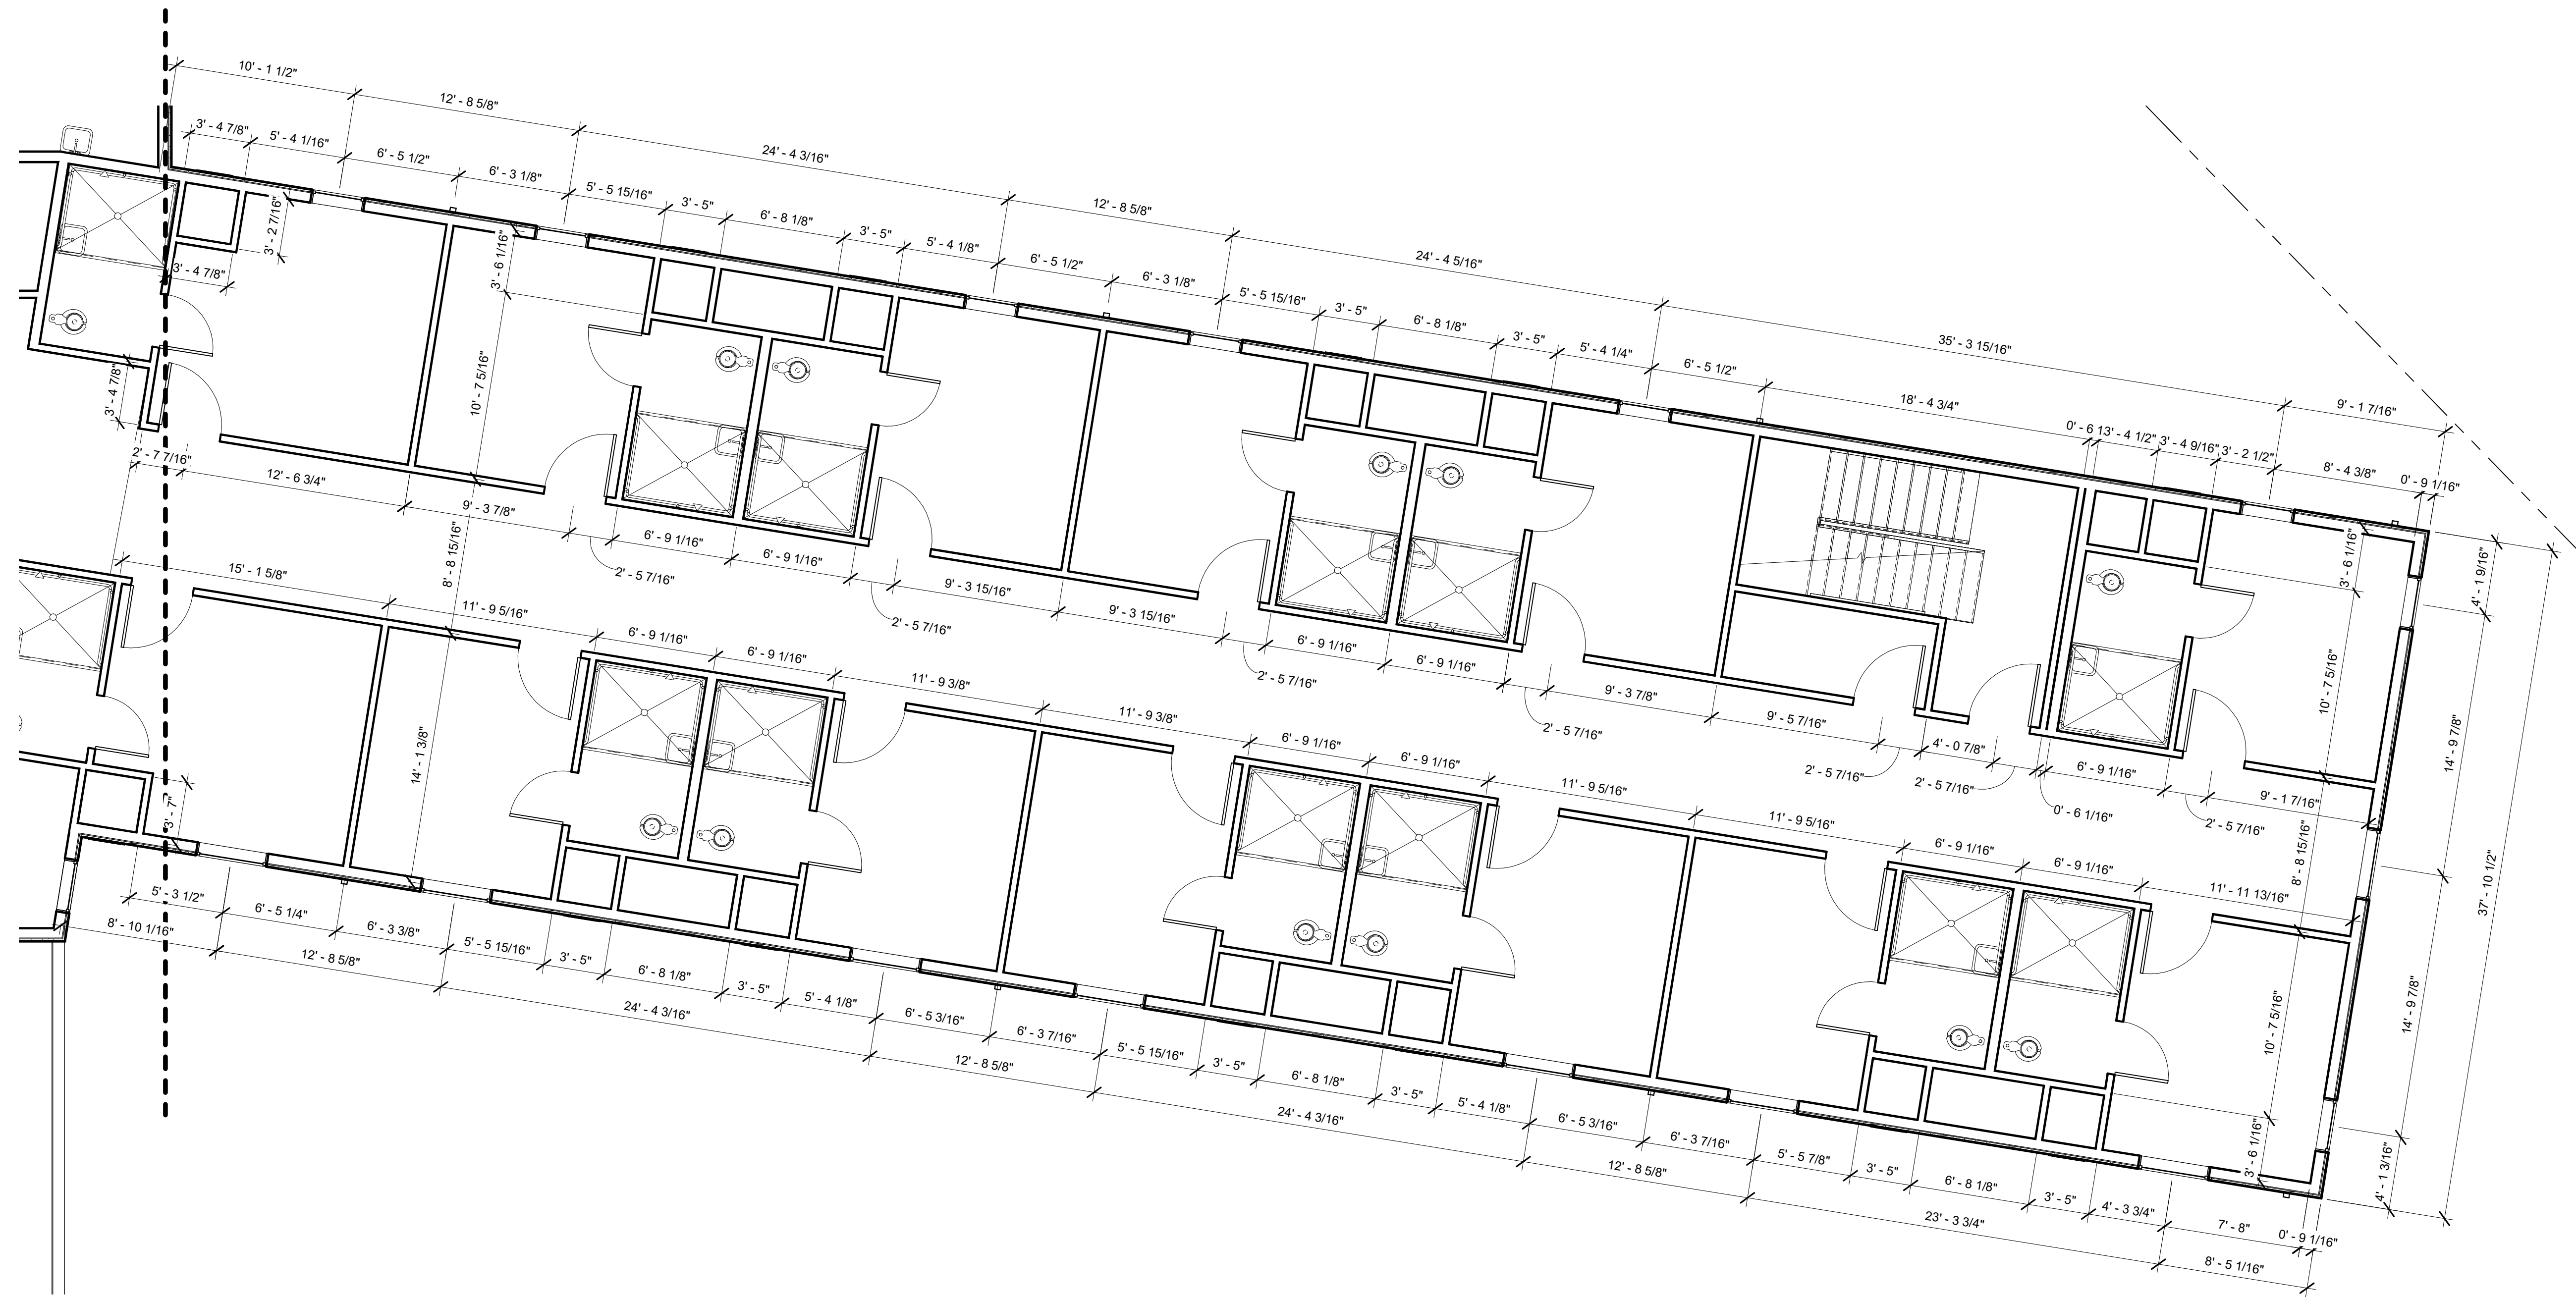 10' - 1 1/2"
12' - 8 5/8"
24' - 4 3/16"
12' - 8 5/8"
24' - 4 5/16"
35' - 3 15/16"
9' - 1 7/16"
3' - 4 7/8"
5' - 4 1/16"
6' - 5 1/2"
6' - 3 1/8"
5' - 5 15/16"
3' - 5"
6' - 8 1/8"
3' - 5"
5' - 4 1/8"
6' - 5 1/2"
6' - 3 1/8"
5' - 5 15/16"
3' - 5"
6' - 8 1/8"
3' - 5"
5' - 4 1/4"
6' - 5 1/2"
18' - 4 3/4"
0' - 6 1
3' - 4 1/2"
3' - 4 9/16"
3' - 2 1/2"
8' - 4 3/8"
0' - 9 1/16"
3' - 2 7/16"
3' - 4 7/8"
3' - 4 7/8"
3' - 6 1/16"
10' - 7 5/16"
8' - 8 15/16"
14' - 1 3/8"
2' - 7 7/16"
12' - 6 3/4"
9' - 3 7/8"
2' - 5 7/16"
6' - 9 1/16"
6' - 9 1/16"
2' - 5 7/16"
9' - 3 15/16"
9' - 3 15/16"
2' - 5 7/16"
6' - 9 1/16"
6' - 9 1/16"
2' - 5 7/16"
9' - 3 7/8"
9' - 5 7/16"
2' - 5 7/16"
4' - 0 7/8"
2' - 5 7/16"
0' - 6 1/16"
6' - 9 1/16"
2' - 5 7/16"
9' - 1 7/16"
15' - 1 5/8"
11' - 9 5/16"
6' - 9 1/16"
6' - 9 1/16"
11' - 9 3/8"
11' - 9 3/8"
6' - 9 1/16"
6' - 9 1/16"
11' - 9 5/16"
11' - 9 5/16"
6' - 9 1/16"
6' - 9 1/16"
11' - 11 13/16"
3' - 6 1/16"
10' - 7 5/16"
8' - 8 15/16"
10' - 7 5/16"
3' - 6 1/16"
4' - 1 9/16"
14' - 9 7/8"
14' - 9 7/8"
4' - 1 3/16"
37' - 10 1/2"
3' - 7"
5' - 3 1/2"
6' - 5 1/4"
6' - 3 3/8"
5' - 5 15/16"
3' - 5"
6' - 8 1/8"
3' - 5"
5' - 4 1/8"
6' - 5 3/16"
6' - 3 7/16"
5' - 5 15/16"
3' - 5"
6' - 8 1/8"
3' - 5"
5' - 4 1/8"
6' - 5 3/16"
6' - 3 7/16"
5' - 5 7/8"
3' - 5"
6' - 8 1/8"
3' - 5"
4' - 3 3/4"
7' - 8"
0' - 9 1/16"
8' - 10 1/16"
12' - 8 5/8"
24' - 4 3/16"
12' - 8 5/8"
24' - 4 3/16"
12' - 8 5/8"
23' - 3 3/4"
8' - 5 1/16"